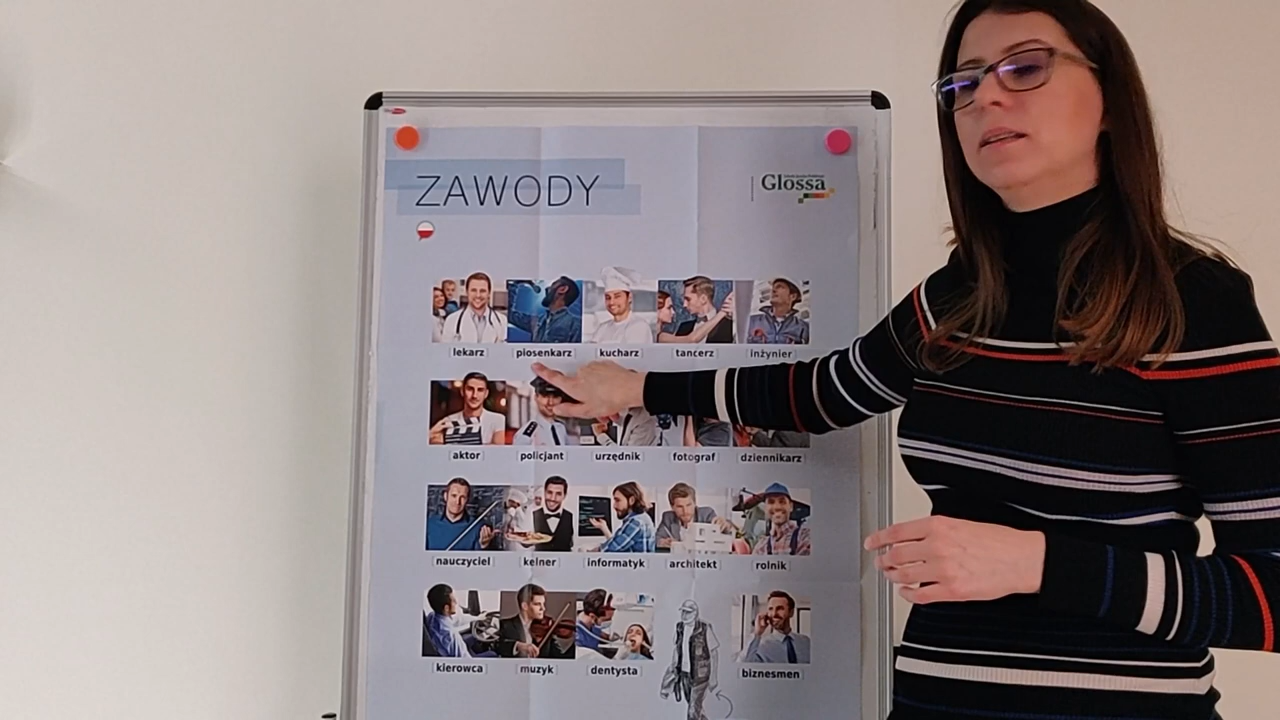 ZAWODY
Glossa
lekarz piosenkarz kucharz tancerz inżynier
aktor policjant urzędnik fotograf dziennikarz
nauczyciel kelner informatyk architekt rolnik
kierowca muzyk dentysta biznesmen